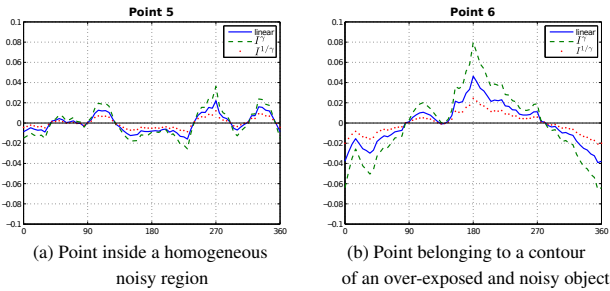 Point 5
0.1
0.08
0.06
0.04
0.02
0
−0.02
−0.04
−0.06
−0.08
−0.1
0 90 180 270 360
linear
I^γ
I^{1/γ}
(a) Point inside a homogeneous
noisy region
Point 6
0.1
0.08
0.06
0.04
0.02
0
−0.02
−0.04
−0.06
−0.08
−0.1
0 90 180 270 360
linear
I^γ
I^{1/γ}
(b) Point belonging to a contour
of an over-exposed and noisy object